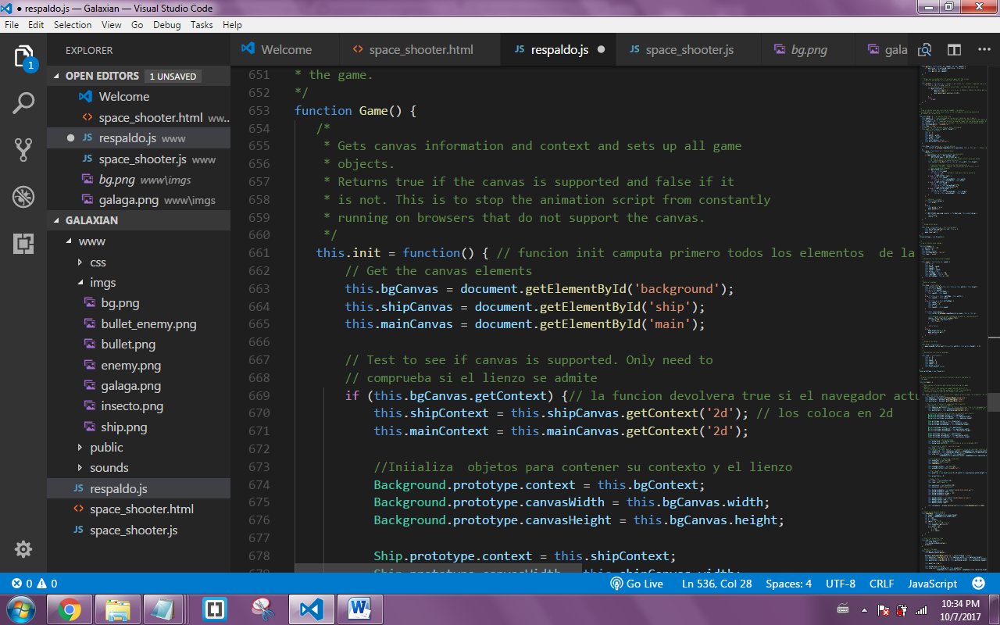 ● respaldo.js — Galaxian — Visual Studio Code
File Edit Selection View Go Debug Tasks Help
1
EXPLORER
OPEN EDITORS 1 UNSAVED
Welcome
space_shooter.html ww...
● JS respaldo.js www
JS space_shooter.js www
bg.png www\imgs
galaga.png www\imgs
GALAXIAN
www
css
imgs
bg.png
bullet_enemy.png
bullet.png
enemy.png
galaga.png
insecto.png
ship.png
public
sounds
JS respaldo.js
<> space_shooter.html
JS space_shooter.js
Welcome <> space_shooter.html JS respaldo.js ● JS space_shooter.js bg.png gala
651 * the game.
652 */
653 function Game() {
654 /*
655 * Gets canvas information and context and sets up all game
656 * objects.
657 * Returns true if the canvas is supported and false if it
658 * is not. This is to stop the animation script from constantly
659 * running on browsers that do not support the canvas.
660 */
661 this.init = function() { // funcion init camputa primero todos los elementos  de la
662 // Get the canvas elements
663 this.bgCanvas = document.getElementById('background');
664 this.shipCanvas = document.getElementById('ship');
665 this.mainCanvas = document.getElementById('main');
666
667 // Test to see if canvas is supported. Only need to
668 // comprueba si el lienzo se admite
669 if (this.bgCanvas.getContext) {// la funcion devolvera true si el navegador actu
670 this.shipContext = this.shipCanvas.getContext('2d'); // los coloca en 2d
671 this.mainContext = this.mainCanvas.getContext('2d');
672
673 //Iniializa  objetos para contener su contexto y el lienzo
674 Background.prototype.context = this.bgContext;
675 Background.prototype.canvasWidth = this.bgCanvas.width;
676 Background.prototype.canvasHeight = this.bgCanvas.height;
677
678 Ship.prototype.context = this.shipContext;
679 Ship.prototype.canvasWidth = this.shipCanvas.width;
0 0 Go Live Ln 536, Col 28 Spaces: 4 UTF-8 CRLF JavaScript
10:34 PM
10/7/2017